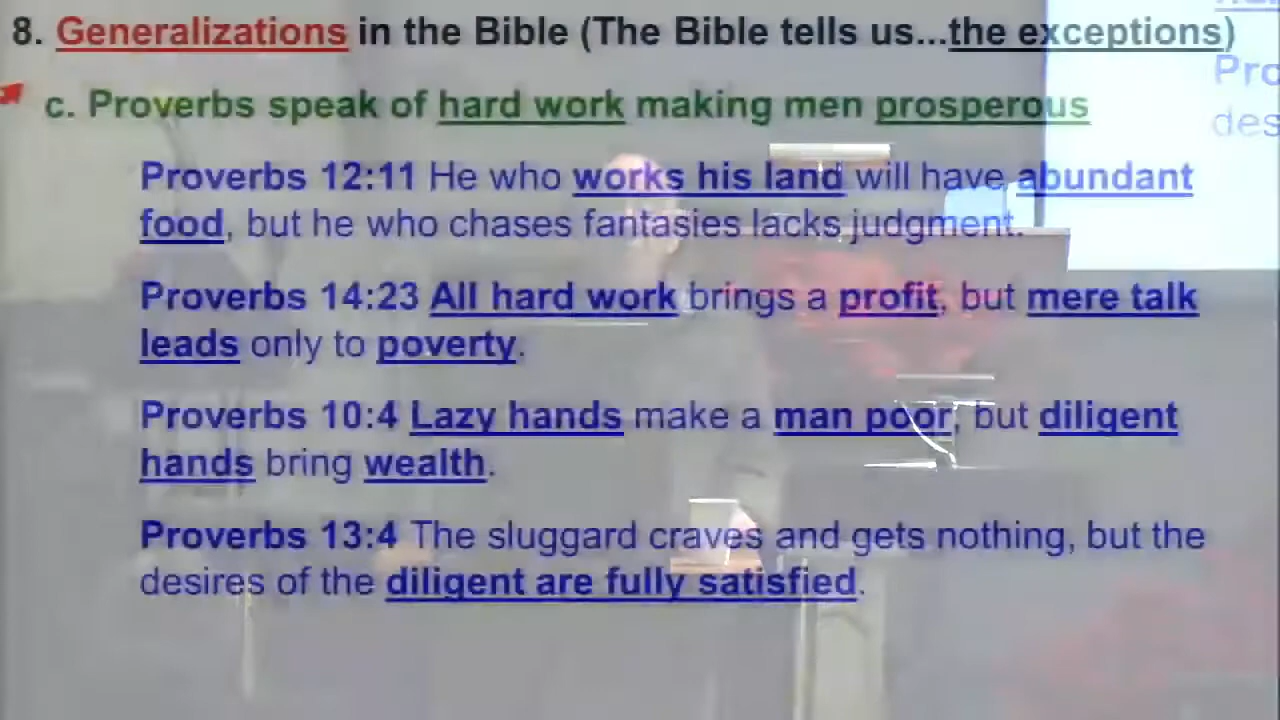 8. Generalizations in the Bible (The Bible tells us...the exceptions)
c. Proverbs speak of hard work making men prosperous
Proverbs 12:11 He who works his land will have abundant
food, but he who chases fantasies lacks judgment.
Proverbs 14:23 All hard work brings a profit, but mere talk
leads only to poverty.
Proverbs 10:4 Lazy hands make a man poor, but diligent
hands bring wealth.
Proverbs 13:4 The sluggard craves and gets nothing, but the
desires of the diligent are fully satisfied.
Pro
des